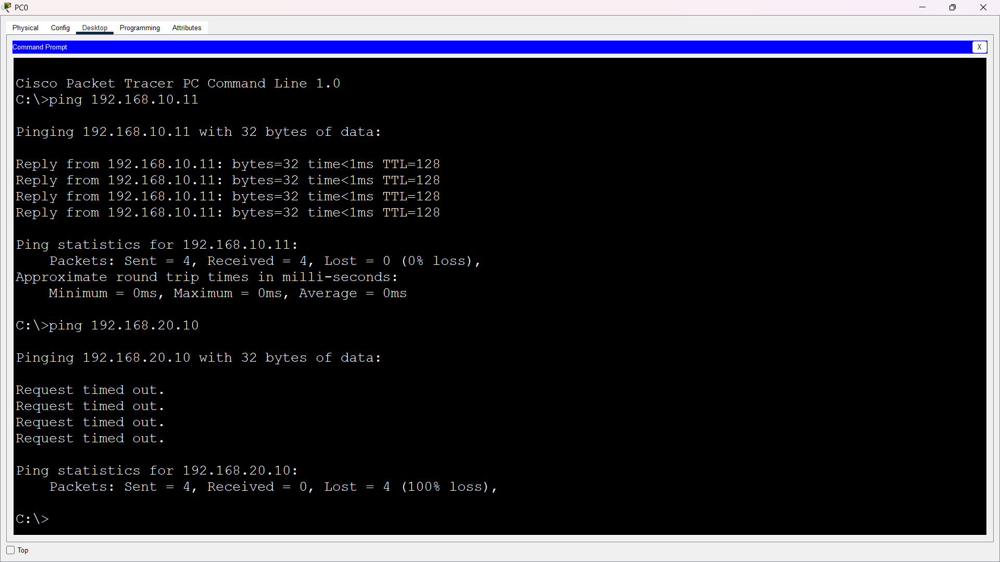 PC0
Physical Config Desktop Programming Attributes
Command Prompt
X
Cisco Packet Tracer PC Command Line 1.0
C:\>ping 192.168.10.11
Pinging 192.168.10.11 with 32 bytes of data:
Reply from 192.168.10.11: bytes=32 time<1ms TTL=128
Reply from 192.168.10.11: bytes=32 time<1ms TTL=128
Reply from 192.168.10.11: bytes=32 time<1ms TTL=128
Reply from 192.168.10.11: bytes=32 time<1ms TTL=128
Ping statistics for 192.168.10.11:
    Packets: Sent = 4, Received = 4, Lost = 0 (0% loss),
Approximate round trip times in milli-seconds:
    Minimum = 0ms, Maximum = 0ms, Average = 0ms
C:\>ping 192.168.20.10
Pinging 192.168.20.10 with 32 bytes of data:
Request timed out.
Request timed out.
Request timed out.
Request timed out.
Ping statistics for 192.168.20.10:
    Packets: Sent = 4, Received = 0, Lost = 4 (100% loss),
C:\>
Top